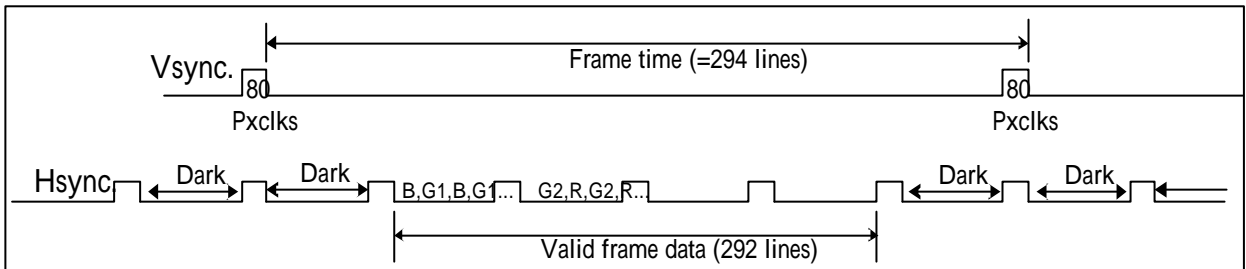 Frame time (=294 lines)
Vsync.
80
80
Pxclks
Pxclks
Hsync.
Dark
Dark
B,G1,B,G1...
G2,R,G2,R...
Dark
Dark
Valid frame data (292 lines)